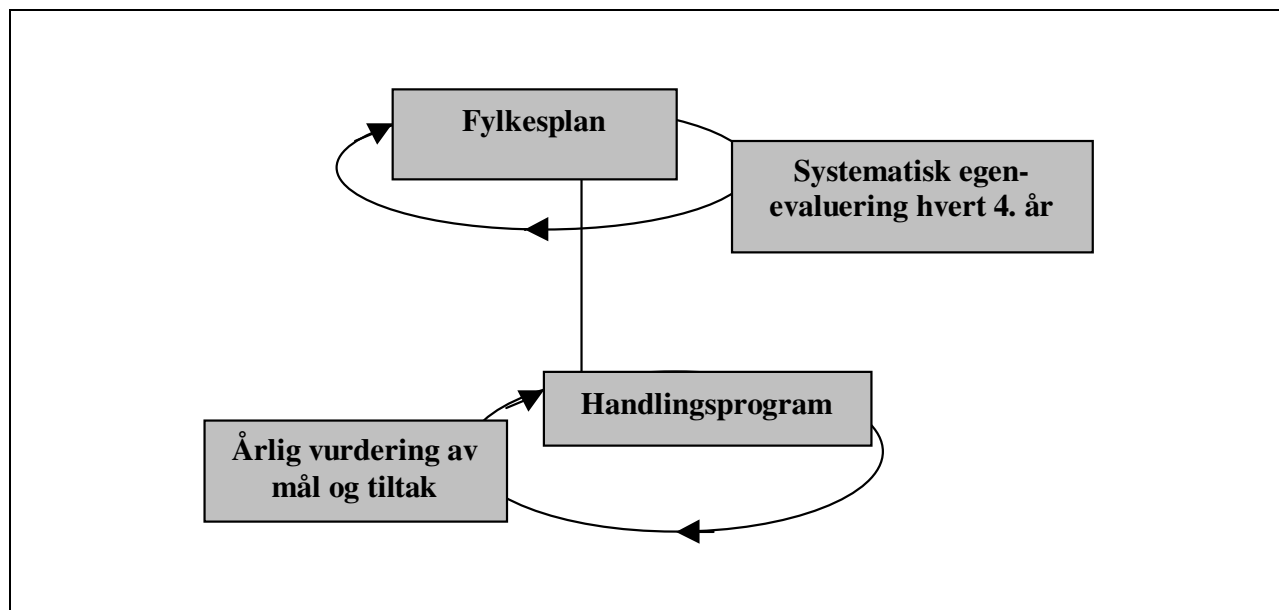 Fylkesplan
Systematisk egen-
evaluering hvert 4. år
Handlingsprogram
Årlig vurdering av
mål og tiltak